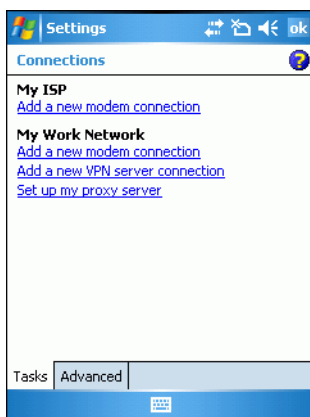 Settings
ok
Connections
?
My ISP
Add a new modem connection
My Work Network
Add a new modem connection
Add a new VPN server connection
Set up my proxy server
Tasks Advanced